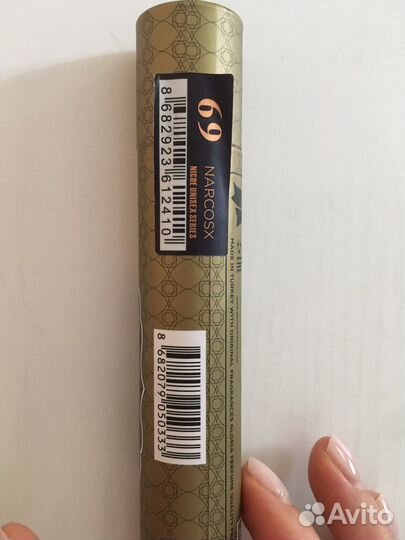 69
NARCOSX
NICHE UNISEX SERIES
8 682923 612410
EAC
MADE IN TURKEY WITH ORIGINAL FRAGRANCES GLORIA PERFUME QUALITY
8 682079 050333
Avito